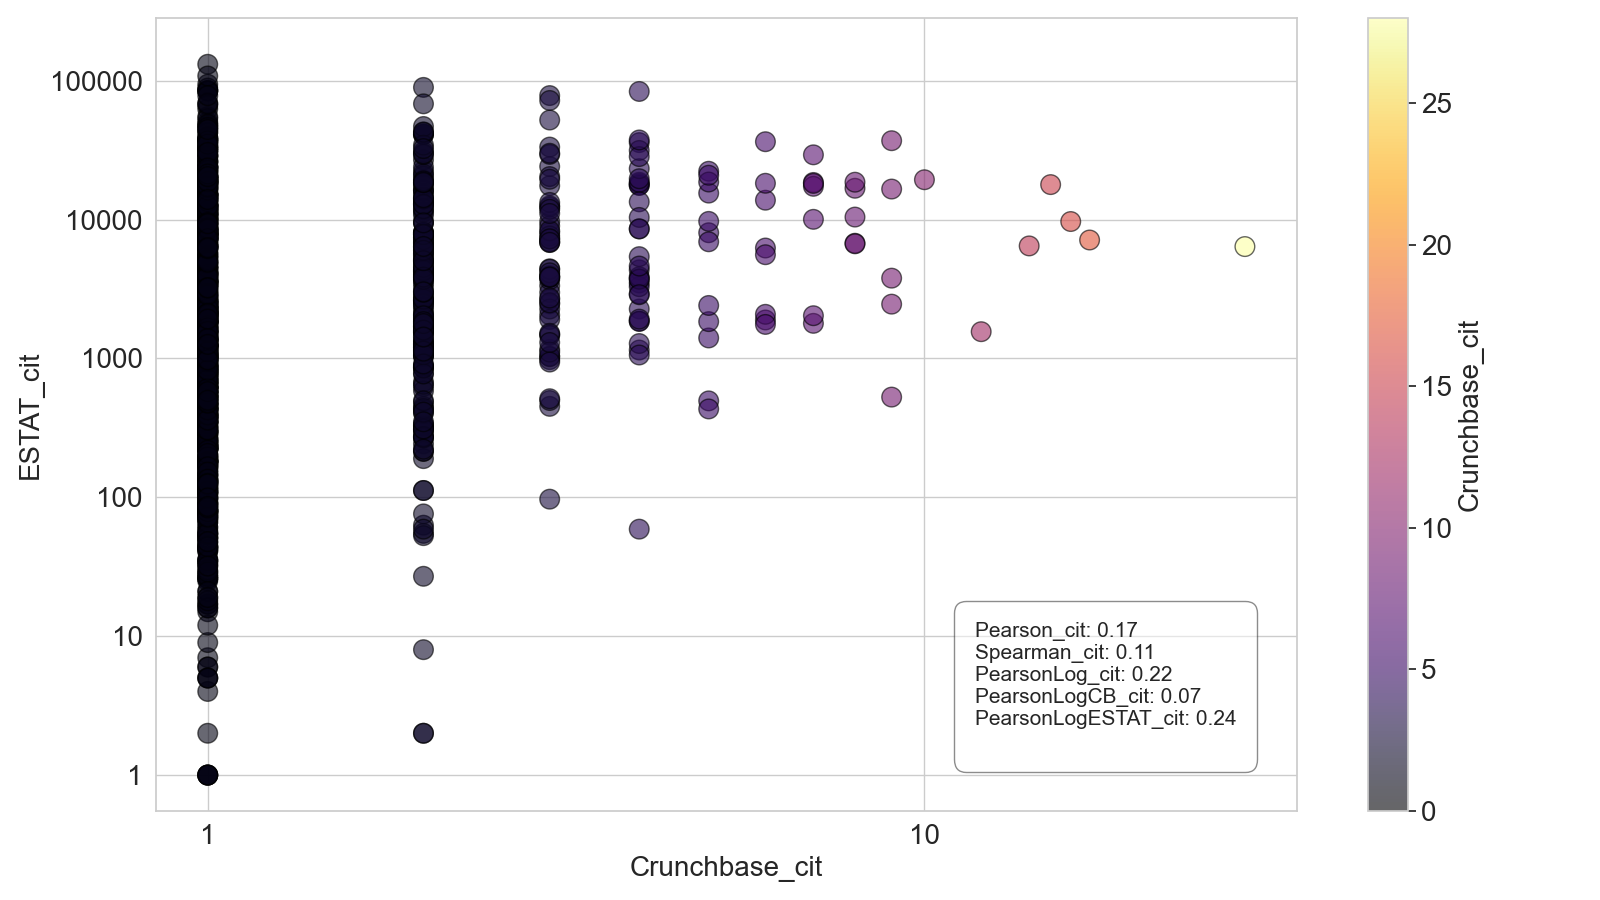 100000
10000
1000
100
10
1
ESTAT_cit
1
10
Crunchbase_cit
Pearson_cit: 0.17
Spearman_cit: 0.11
PearsonLog_cit: 0.22
PearsonLogCB_cit: 0.07
PearsonLogESTAT_cit: 0.24
25
20
15
10
5
0
Crunchbase_cit